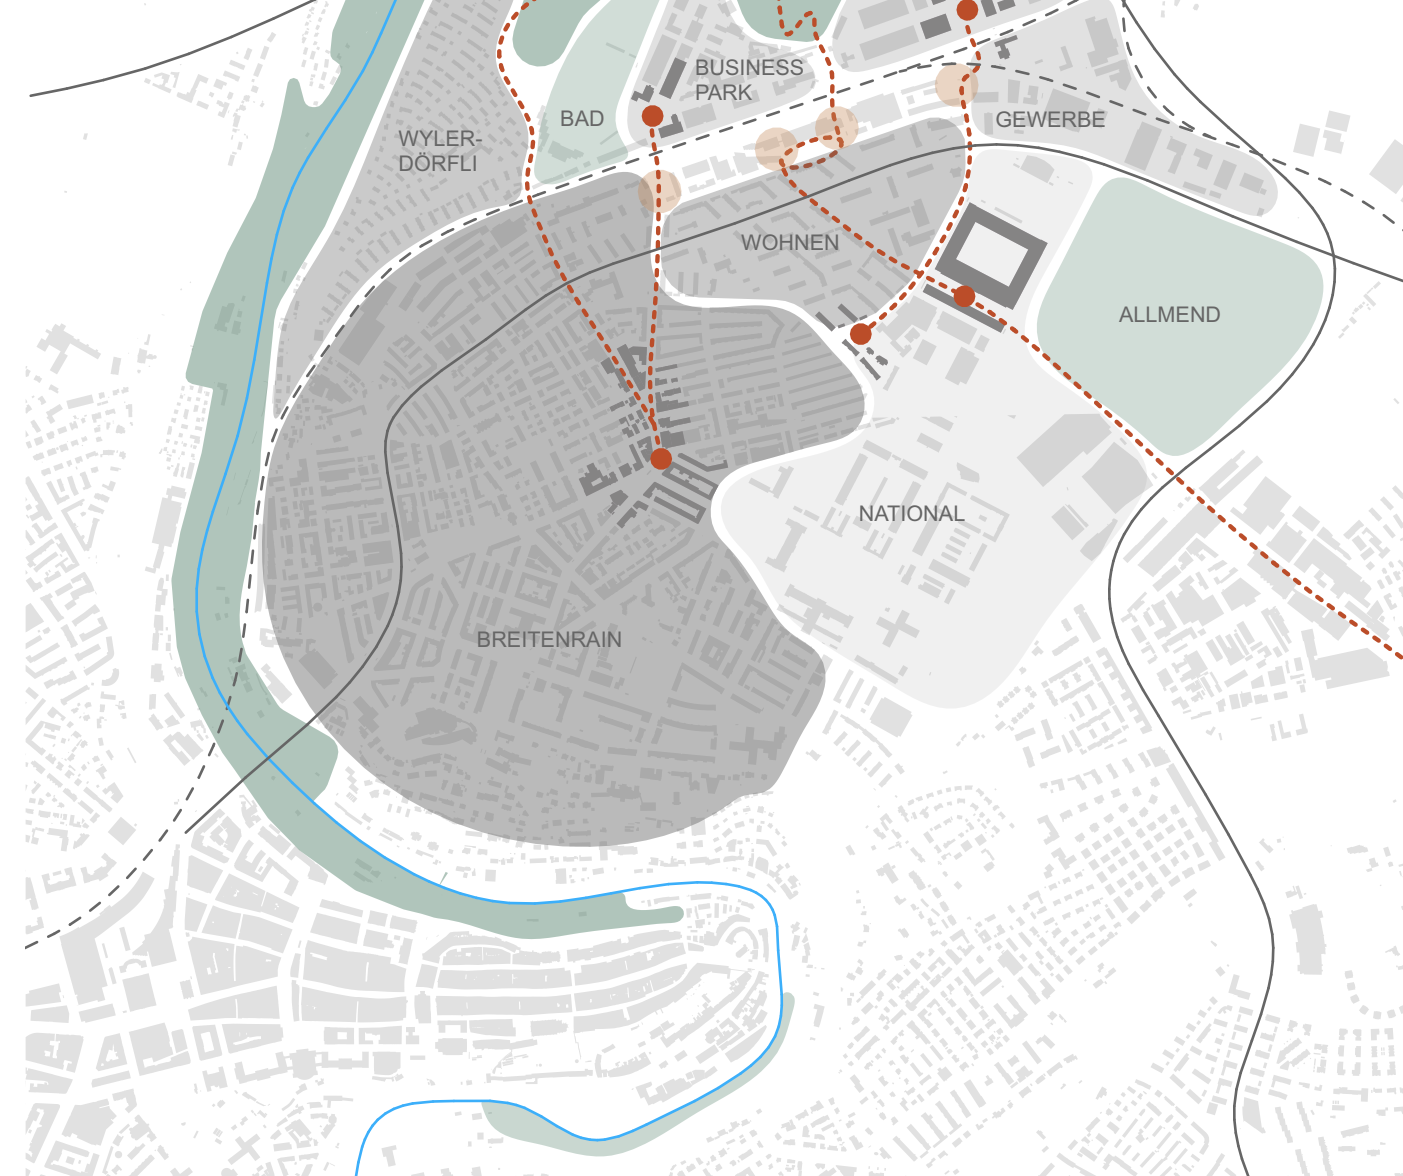 BUSINESS
PARK
BAD
GEWERBE
WYLER-
DÖRFLI
WOHNEN
ALLMEND
NATIONAL
BREITENRAIN